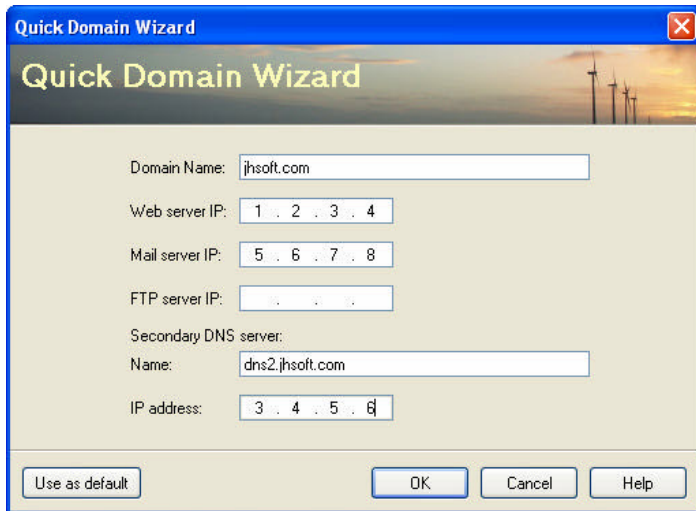 Quick Domain Wizard
Quick Domain Wizard
Domain Name: jhsoft.com
Web server IP: 1 . 2 . 3 . 4
Mail server IP: 5 . 6 . 7 . 8
FTP server IP: . . .
Secondary DNS server:
Name: dns2.jhsoft.com
IP address: 3 . 4 . 5 . 6
Use as default OK Cancel Help